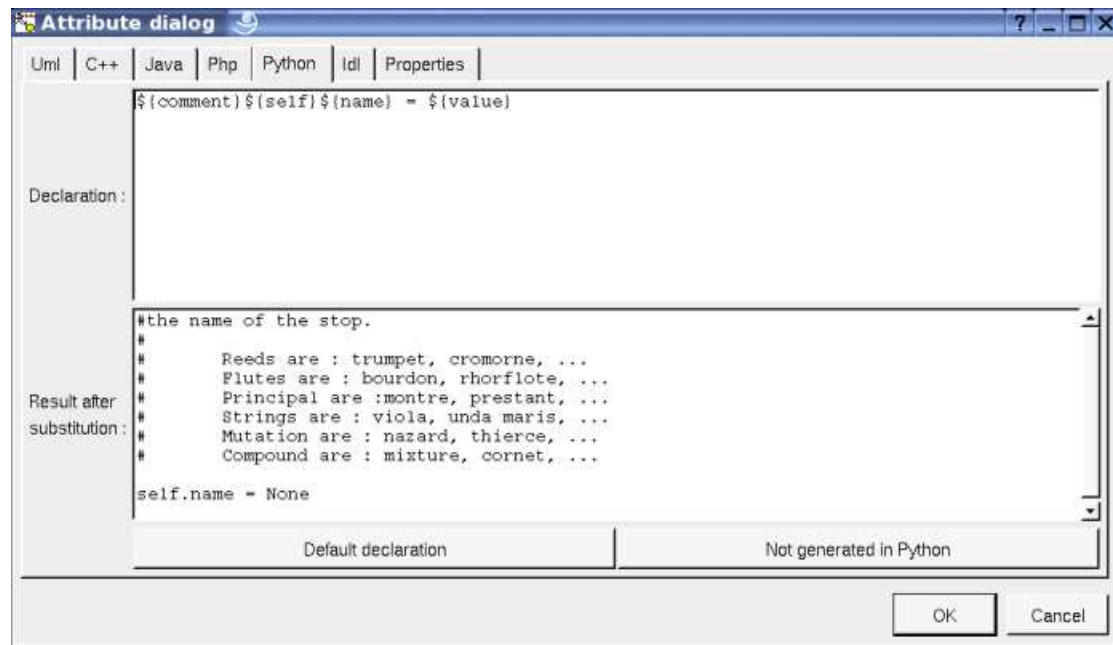 Attribute dialog
Uml C++ Java Php Python Idl Properties
Declaration :
${comment}${self}${name} = ${value}
Result after
substitution :
#the name of the stop.
#
#       Reeds are : trumpet, cromorne, ...
#       Flutes are : bourdon, rhorflote, ...
#       Principal are :montre, prestant, ...
#       Strings are : viola, unda maris, ...
#       Mutation are : nazard, thierce, ...
#       Compound are : mixture, cornet, ...
self.name = None
Default declaration Not generated in Python
OK Cancel